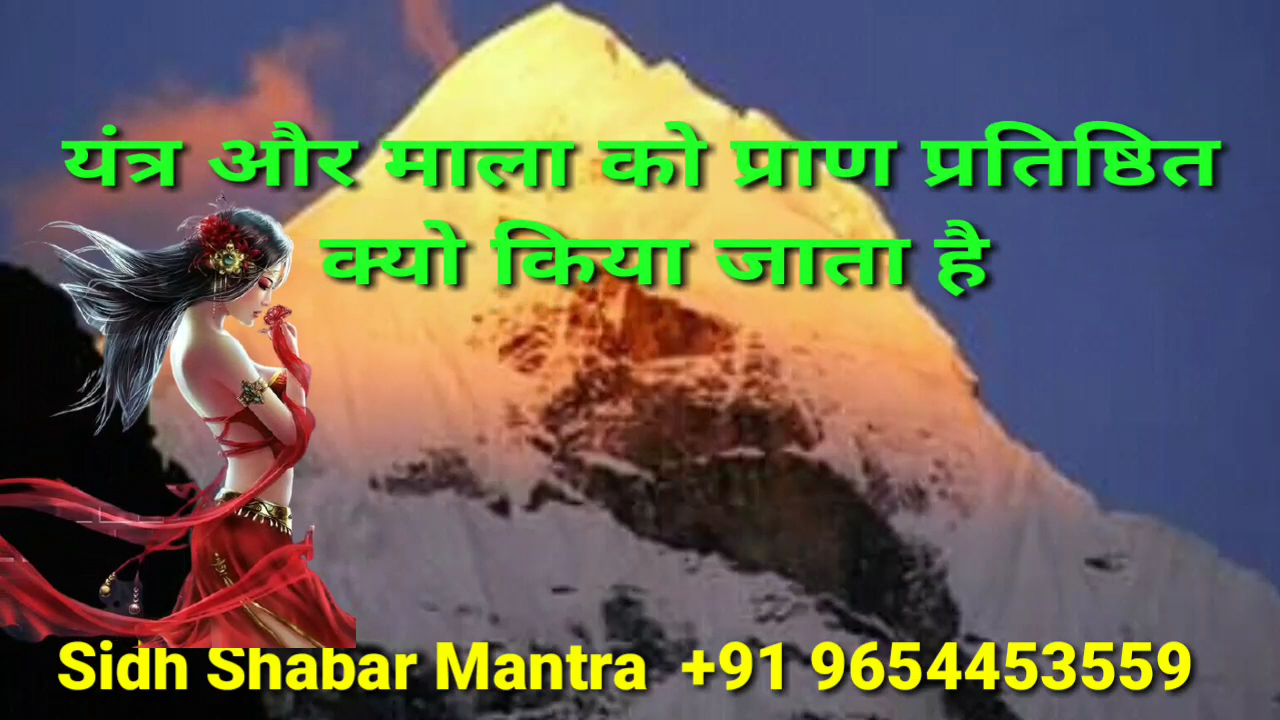 यंत्र और माला को प्राण प्रतिष्ठित
क्यो किया जाता है
Sidh Shabar Mantra +91 9654453559